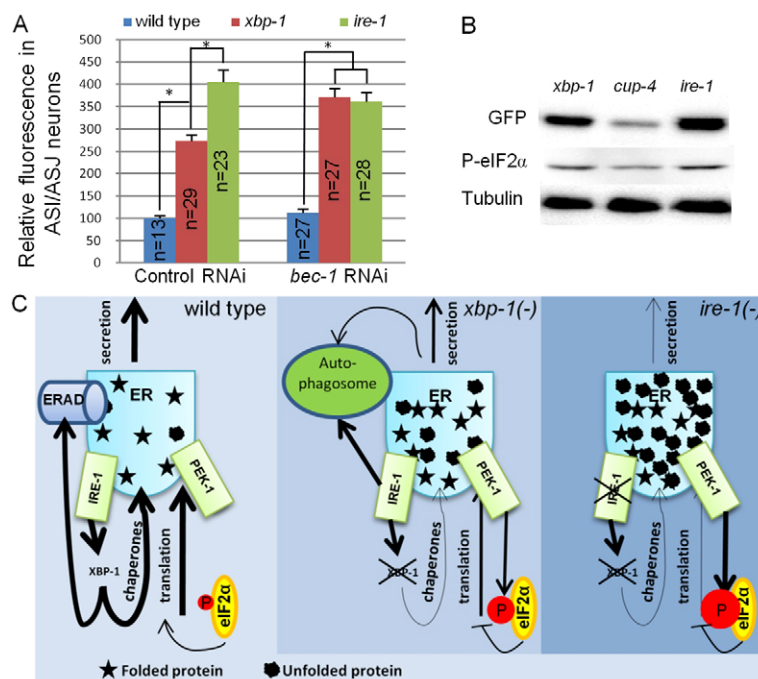 A
wild type xbp-1 ire-1
Relative fluorescence in
ASI/ASJ neurons
500
450
400
350
300
250
200
150
100
50
0
*
*
*
n=13
n=29
n=23
n=27
n=27
n=28
Control RNAi
bec-1 RNAi
B
xbp-1 cup-4 ire-1
GFP
P-eIF2α
Tubulin
C
wild type
secretion
ERAD
ER
IRE-1
PEK-1
XBP-1
chaperones
translation
P
eIF2α
xbp-1(-)
secretion
Auto-
phagosome
ER
IRE-1
PEK-1
XBP-1
chaperones
translation
P
eIF2α
ire-1(-)
secretion
ER
IRE-1
PEK-1
XBP-1
chaperones
translation
P
eIF2α
Folded protein
Unfolded protein